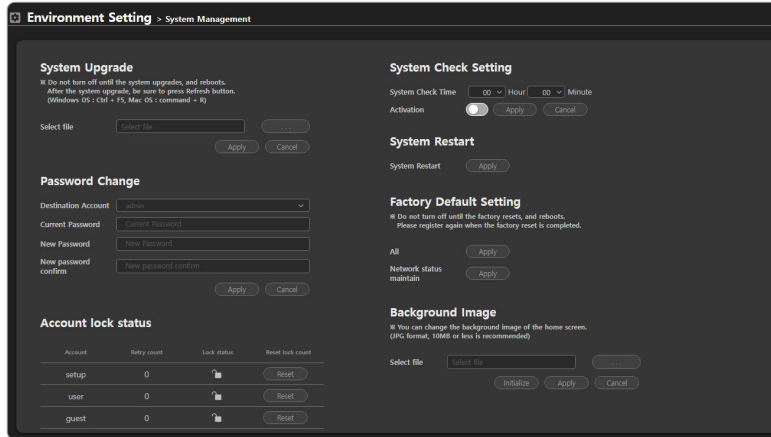 Environment Setting > System Management
System Upgrade
※ Do not turn off until the system upgrades, and reboots.
After the system upgrade, be sure to press Refresh button.
(Windows OS : Ctrl + F5, Mac OS : command + R)
Select file Select file ...
Apply Cancel
Password Change
Destination Account admin
Current Password Current Password
New Password New Password
New password
confirm
New password confirm
Apply Cancel
Account lock status
Account Retry count Lock status Reset lock count
setup 0 Reset
user 0 Reset
guest 0 Reset
System Check Setting
System Check Time 00 Hour 00 Minute
Activation Apply Cancel
System Restart
System Restart Apply
Factory Default Setting
※ Do not turn off until the factory resets, and reboots.
Please register again when the factory reset is completed.
All Apply
Network status
maintain
Apply
Background Image
※ You can change the background image of the home screen.
(JPG format, 10MB or less is recommended)
Select file Select file ...
Initialize Apply Cancel